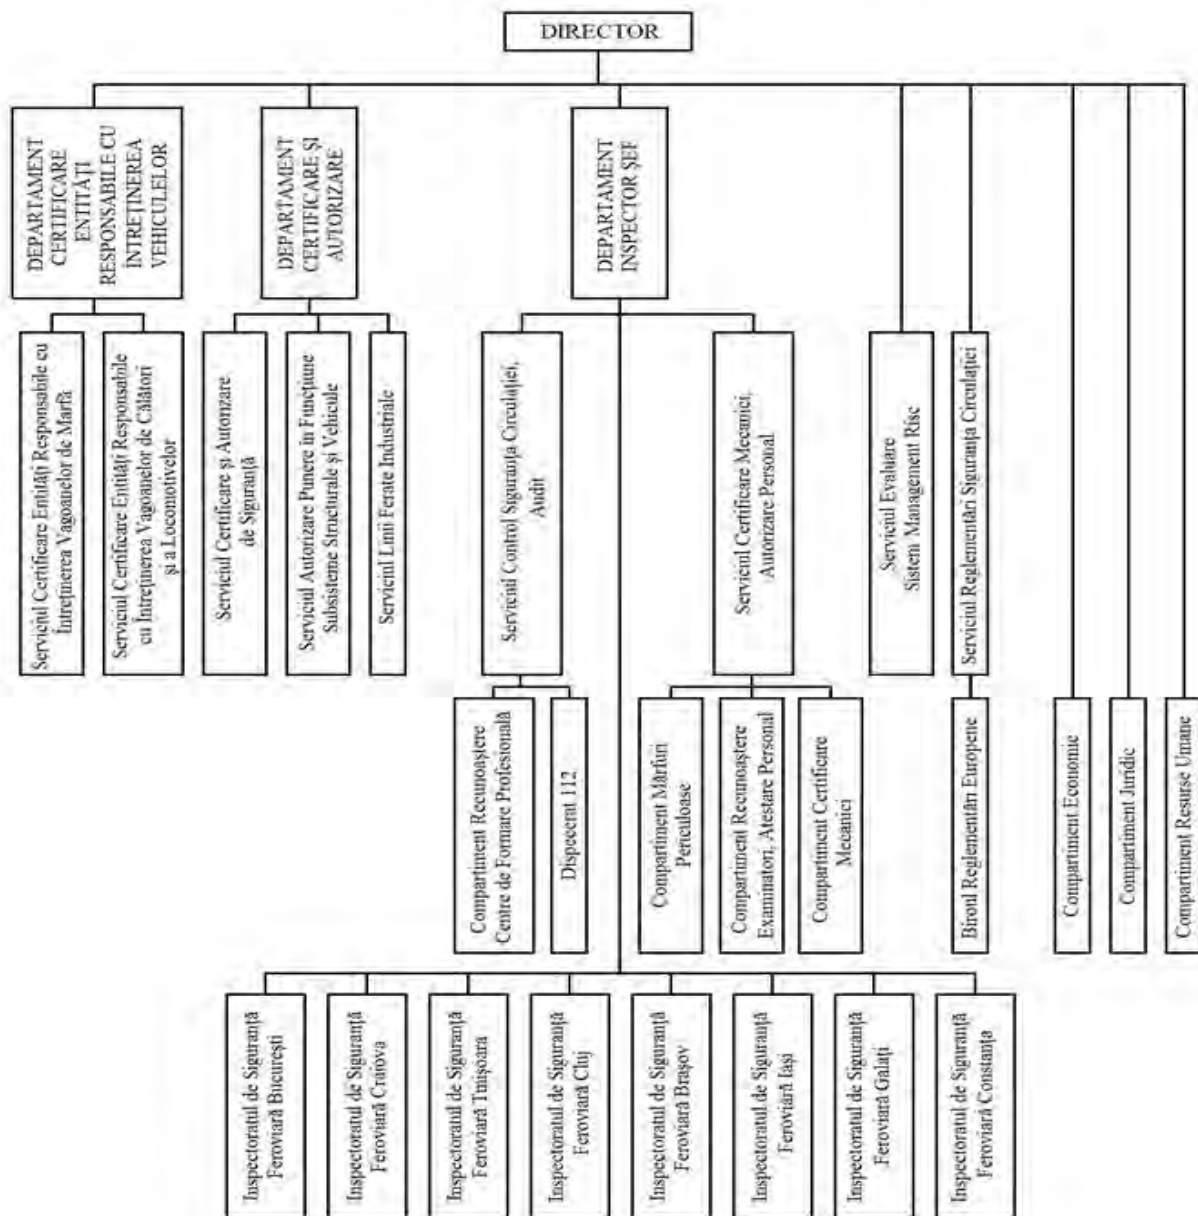 DIRECTOR
DEPARTAMENT
CERTIFICARE
ENTITĂȚI
RESPONSABILE CU
ÎNTREȚINEREA
VEHICULELOR
DEPARTAMENT
CERTIFICARE ȘI
AUTORIZARE
DEPARTAMENT
INSPECTOR ȘEF
Serviciul Certificare Entități Responsabile cu
Întreținerea Vagoanelor de Marfă
Serviciul Certificare Entități Responsabile
cu Întreținerea Vagoanelor de Călători
și a Locomotivelor
Serviciul Certificare și Autorizare
de Siguranță
Serviciul Autorizare Punere în Funcțiune
Subsisteme Structurale și Vehicule
Serviciul Linii Ferate Industriale
Serviciul Control Siguranța Circulației,
Audit
Serviciul Certificare Mecanici,
Autorizare Personal
Serviciul Evaluare
Sistem Management Risc
Serviciul Reglementări Siguranța Circulației
Compartiment Recunoaștere
Centre de Formare Profesională
Dispecerat 112
Compartiment Mărfuri
Periculoase
Compartiment Recunoaștere
Examinatori, Atestare Personal
Compartiment Certificare
Mecanici
Biroul Reglementări Europene
Compartiment Economic
Compartiment Juridic
Compartiment Resurse Umane
Inspectoratul de Siguranță
Feroviară București
Inspectoratul de Siguranță
Feroviară Craiova
Inspectoratul de Siguranță
Feroviară Timișoara
Inspectoratul de Siguranță
Feroviară Cluj
Inspectoratul de Siguranță
Feroviară Brașov
Inspectoratul de Siguranță
Feroviară Iași
Inspectoratul de Siguranță
Feroviară Galați
Inspectoratul de Siguranță
Feroviară Constanța